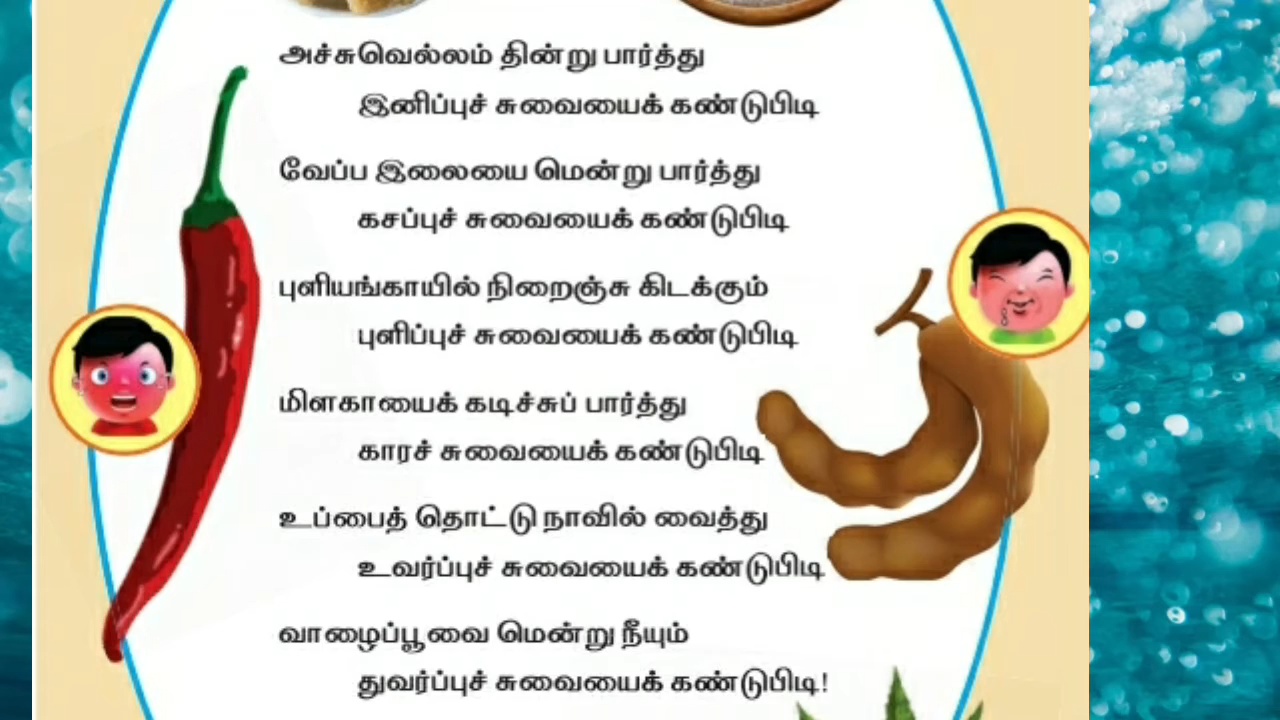 அச்சுவெல்லம் தின்று பார்த்து
இனிப்புச் சுவையைக் கண்டுபிடி
வேப்ப இலையை மென்று பார்த்து
கசப்புச் சுவையைக் கண்டுபிடி
புளியங்காயில் நிறைஞ்சு கிடக்கும்
புளிப்புச் சுவையைக் கண்டுபிடி
மிளகாயைக் கடிச்சுப் பார்த்து
காரச் சுவையைக் கண்டுபிடி
உப்பைத் தொட்டு நாவில் வைத்து
உவர்ப்புச் சுவையைக் கண்டுபிடி
வாழைப்பூவை மென்று நீயும்
துவர்ப்புச் சுவையைக் கண்டுபிடி!